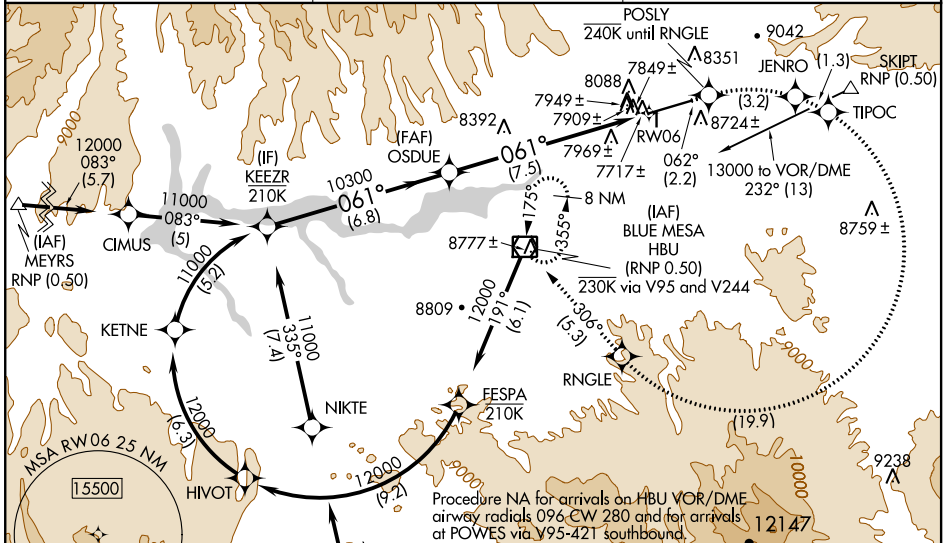 POSLY
240K until RNGLE
9042
8351
JENRO
(1.3)
SKIPT
RNP (0.50)
8088
7849±
7949±
7909±
RW06
(3.2)
8724±
TIPOC
9000
12000
083°
(5.7)
(FAF)
OSDUE
8392
061°
(7.5)
7969±
7717±
062°
(2.2)
13000 to VOR/DME
232° (13)
(IF)
KEEZR
210K
10300
061°
(6.8)
175°
8 NM
355°
8759±
11000
083°
(5)
(IAF)
MEYRS
RNP (0.50)
CIMUS
(IAF)
BLUE MESA
HBU
(RNP 0.50)
230K via V95 and V244
8777±
11000
(5.2)
8809
12000
191°
(6.1)
KETNE
11000
335°
(7.4)
306°
(5.3)
9000
RNGLE
NIKTE
FESPA
210K
12000
(6.3)
(19.9)
HIVOT
12000
(9.2)
9000
10000
9238
MSA RW06 25 NM
15500
Procedure NA for arrivals on HBU VOR/DME
airway radials 096 CW 280 and for arrivals
at POWES via V95-421 southbound.
12147